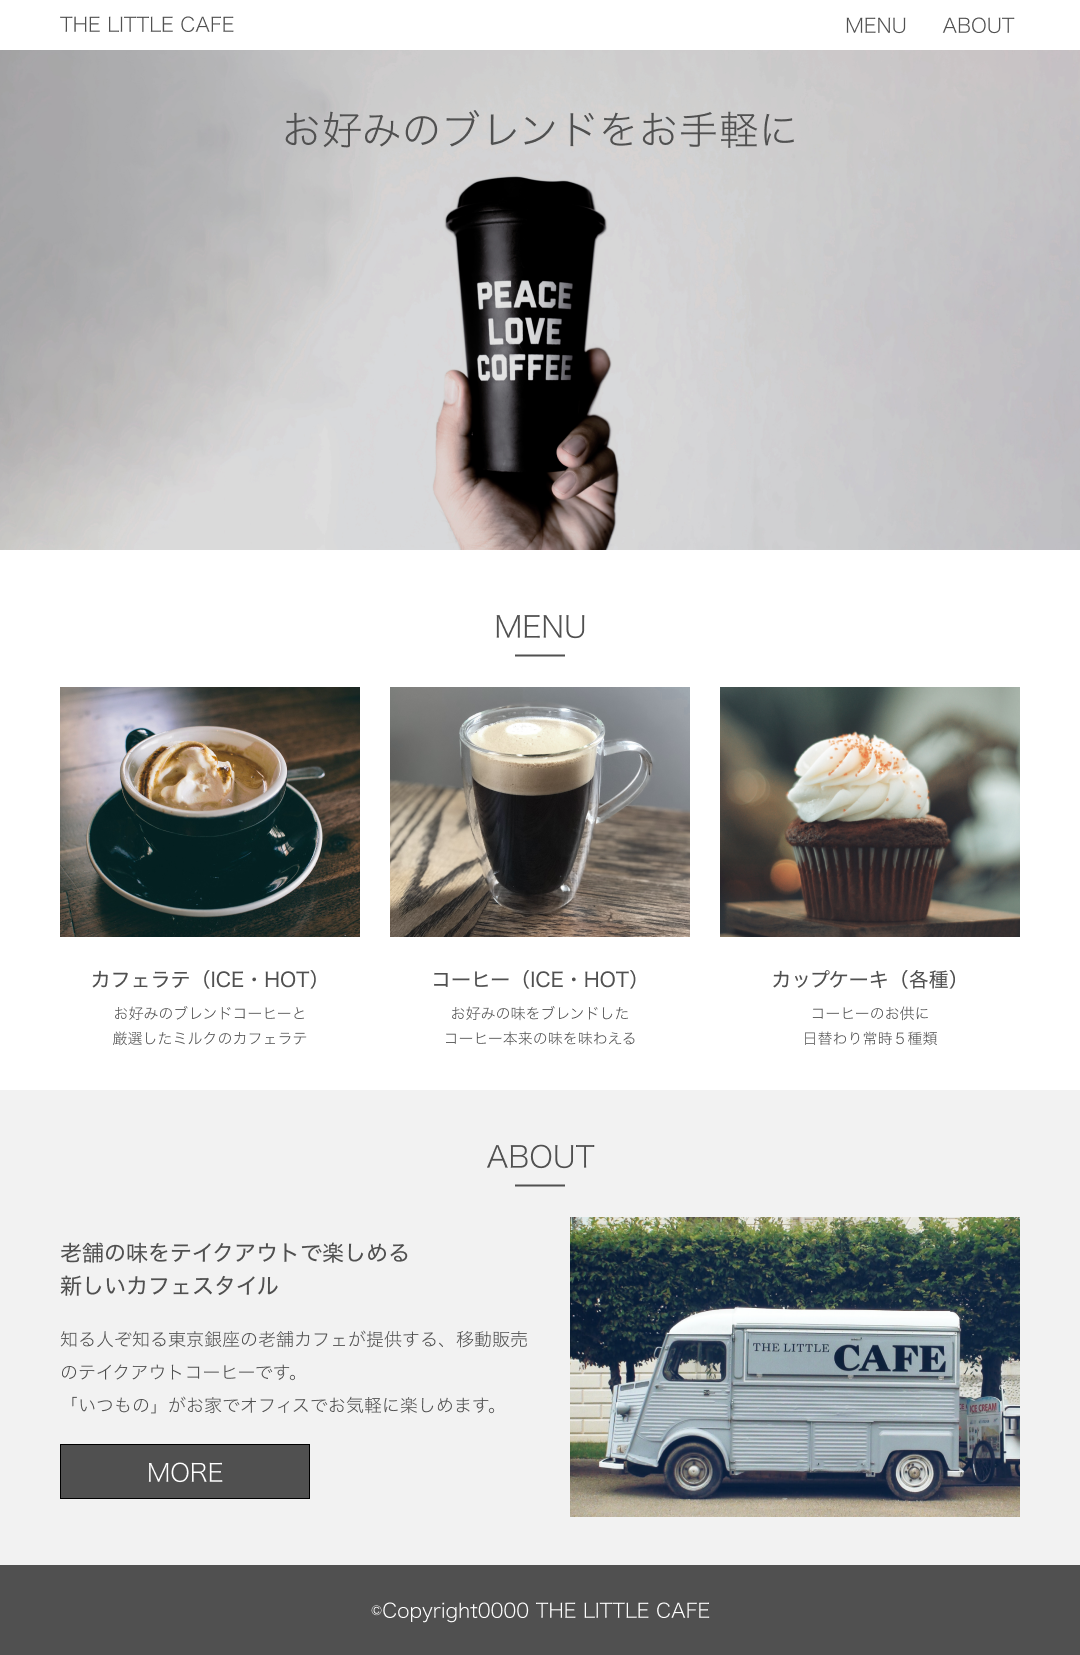 THE LITTLE CAFE
MENU ABOUT
お好みのブレンドをお手軽に
PEACE
LOVE
COFFEE
MENU
カフェラテ（ICE・HOT）
お好みのブレンドコーヒーと
厳選したミルクのカフェラテ
コーヒー（ICE・HOT）
お好みの味をブレンドした
コーヒー本来の味を味わえる
カップケーキ（各種）
コーヒーのお供に
日替わり常時５種類
ABOUT
老舗の味をテイクアウトで楽しめる
新しいカフェスタイル
知る人ぞ知る東京銀座の老舗カフェが提供する、移動販売
のテイクアウトコーヒーです。
「いつもの」がお家でオフィスでお気軽に楽しめます。
MORE
THE LITTLE CAFE
ICE CREAM
©Copyright0000 THE LITTLE CAFE